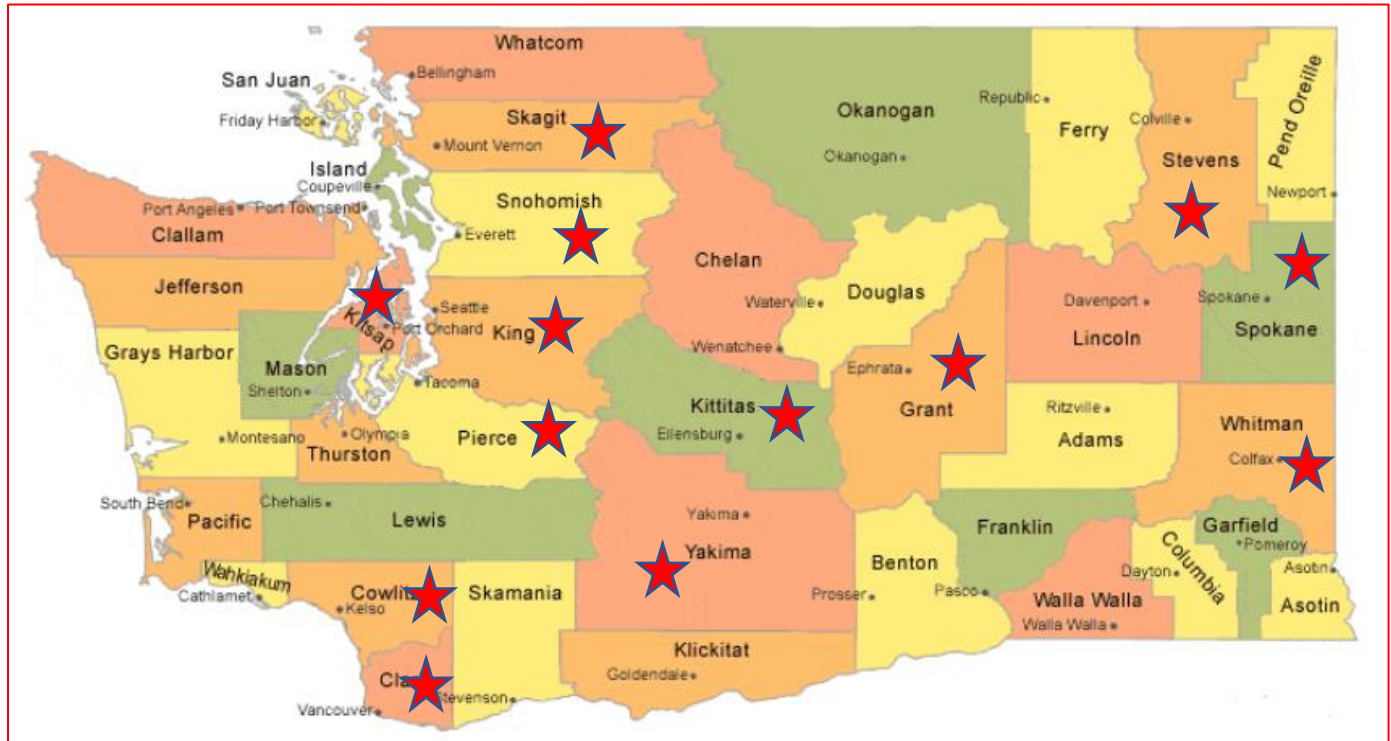 Whatcom
Bellingham
San Juan
Friday Harbor
Skagit
Mount Vernon
Okanogan
Okanogan
Republic
Ferry
Colville
Stevens
Pend Oreille
Newport
Island
Coupeville
Port Angeles
Port Townsend
Clallam
Snohomish
Everett
Jefferson
Chelan
Waterville
Wenatchee
Douglas
Davenport
Lincoln
Spokane
Spokane
Seattle
King
Kitsap
Port Orchard
Grays Harbor
Mason
Shelton
Tacoma
Ephrata
Grant
Kittitas
Ellensburg
Ritzville
Adams
Whitman
Colfax
Montesano
Olympia
Thurston
Pierce
South Bend
Pacific
Chehalis
Lewis
Yakima
Yakima
Franklin
Garfield
Pomeroy
Wahkiakum
Cathlamet
Kelso
Skamania
Benton
Prosser
Pasco
Columbia
Dayton
Asotin
Asotin
Walla Walla
Walla Walla
Klickitat
Goldendale
Vancouver